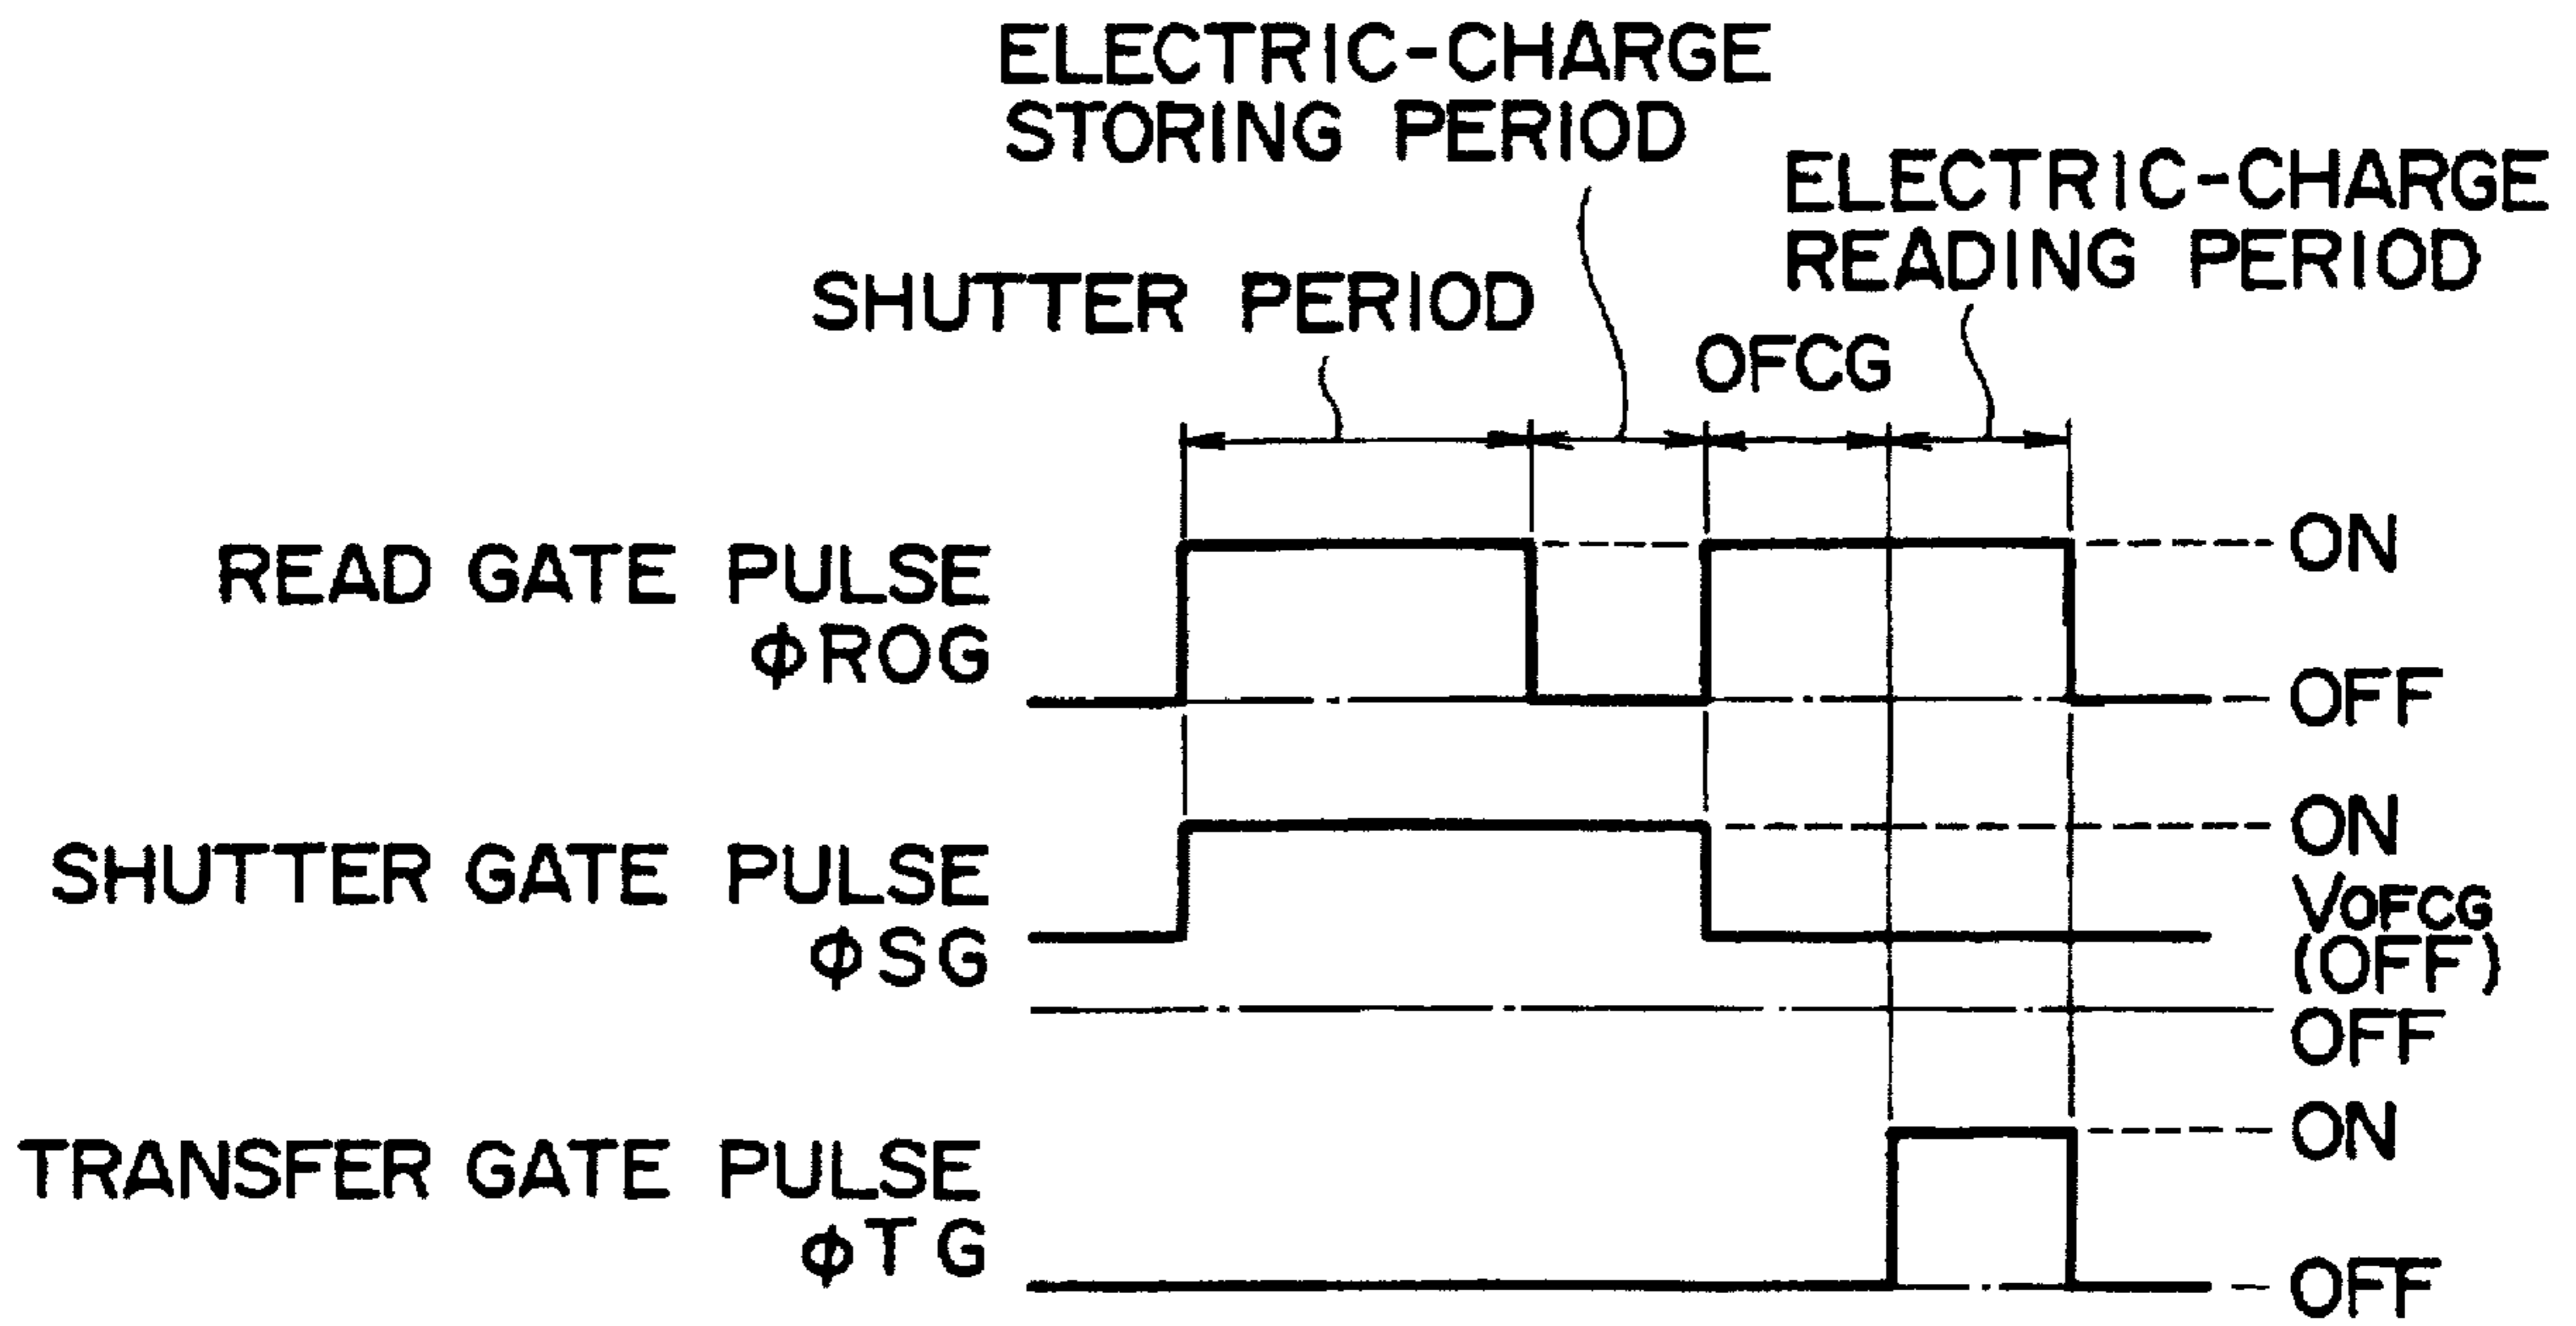 ELECTRIC-CHARGE
STORING PERIOD
ELECTRIC-CHARGE
READING PERIOD
SHUTTER PERIOD
OFCG
READ GATE PULSE
ΦROG
ON
OFF
SHUTTER GATE PULSE
ΦSG
ON
VOFCG
(OFF)
OFF
TRANSFER GATE PULSE
ΦTG
ON
OFF